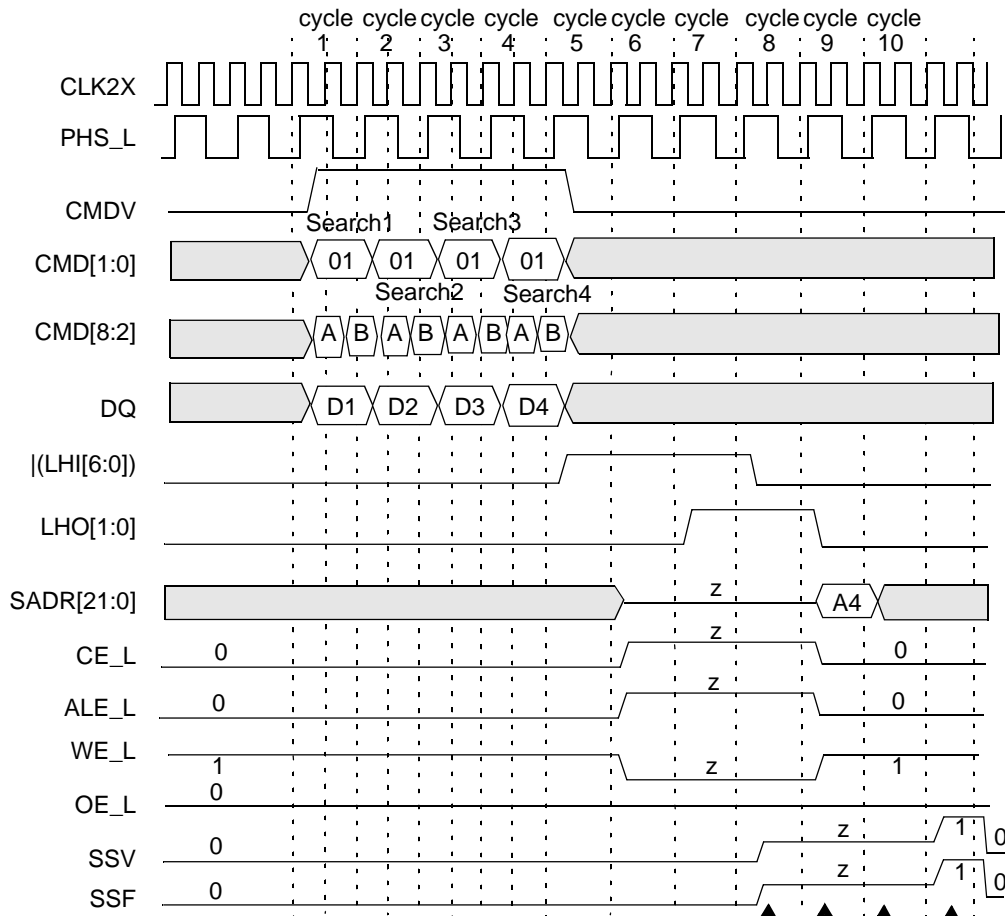 cycle cycle cycle cycle cycle cycle cycle cycle cycle cycle
1 2 3 4 5 6 7 8 9 10
CLK2X
PHS_L
CMDV
Search1 Search3
CMD[1:0] 01 01 01 01
Search2 Search4
CMD[8:2] A B A B A B A B
DQ D1 D2 D3 D4
|(LHI[6:0])
LHO[1:0]
SADR[21:0] z A4
CE_L 0 z 0
ALE_L 0 z 0
WE_L 1 z 1
OE_L 0
SSV 0 z 1 0
SSF 0 z 1 0